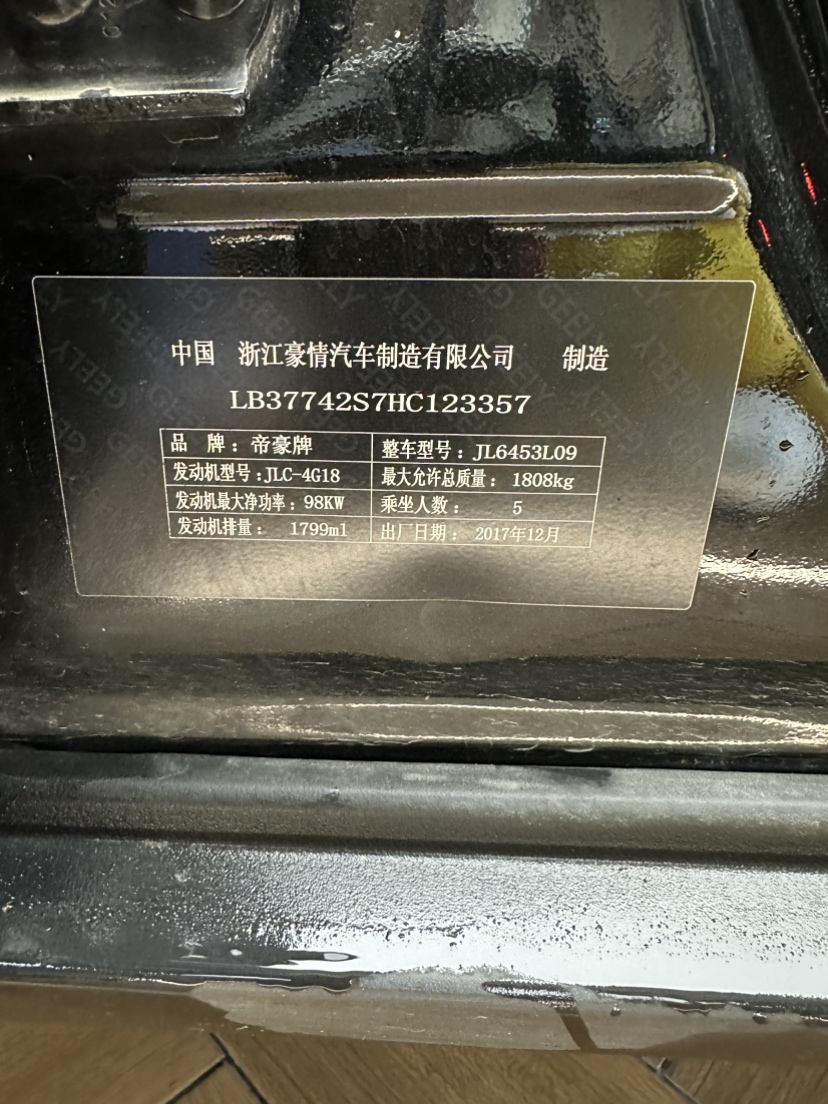 中国 浙江豪情汽车制造有限公司 制造
LB37742S7HC123357
品 牌：帝豪牌 整车型号：JL6453L09
发动机型号：JLC-4G18 最大允许总质量：1808kg
发动机最大净功率：98KW 乘坐人数：5
发动机排量：1799ml 出厂日期：2017年12月
GEELY